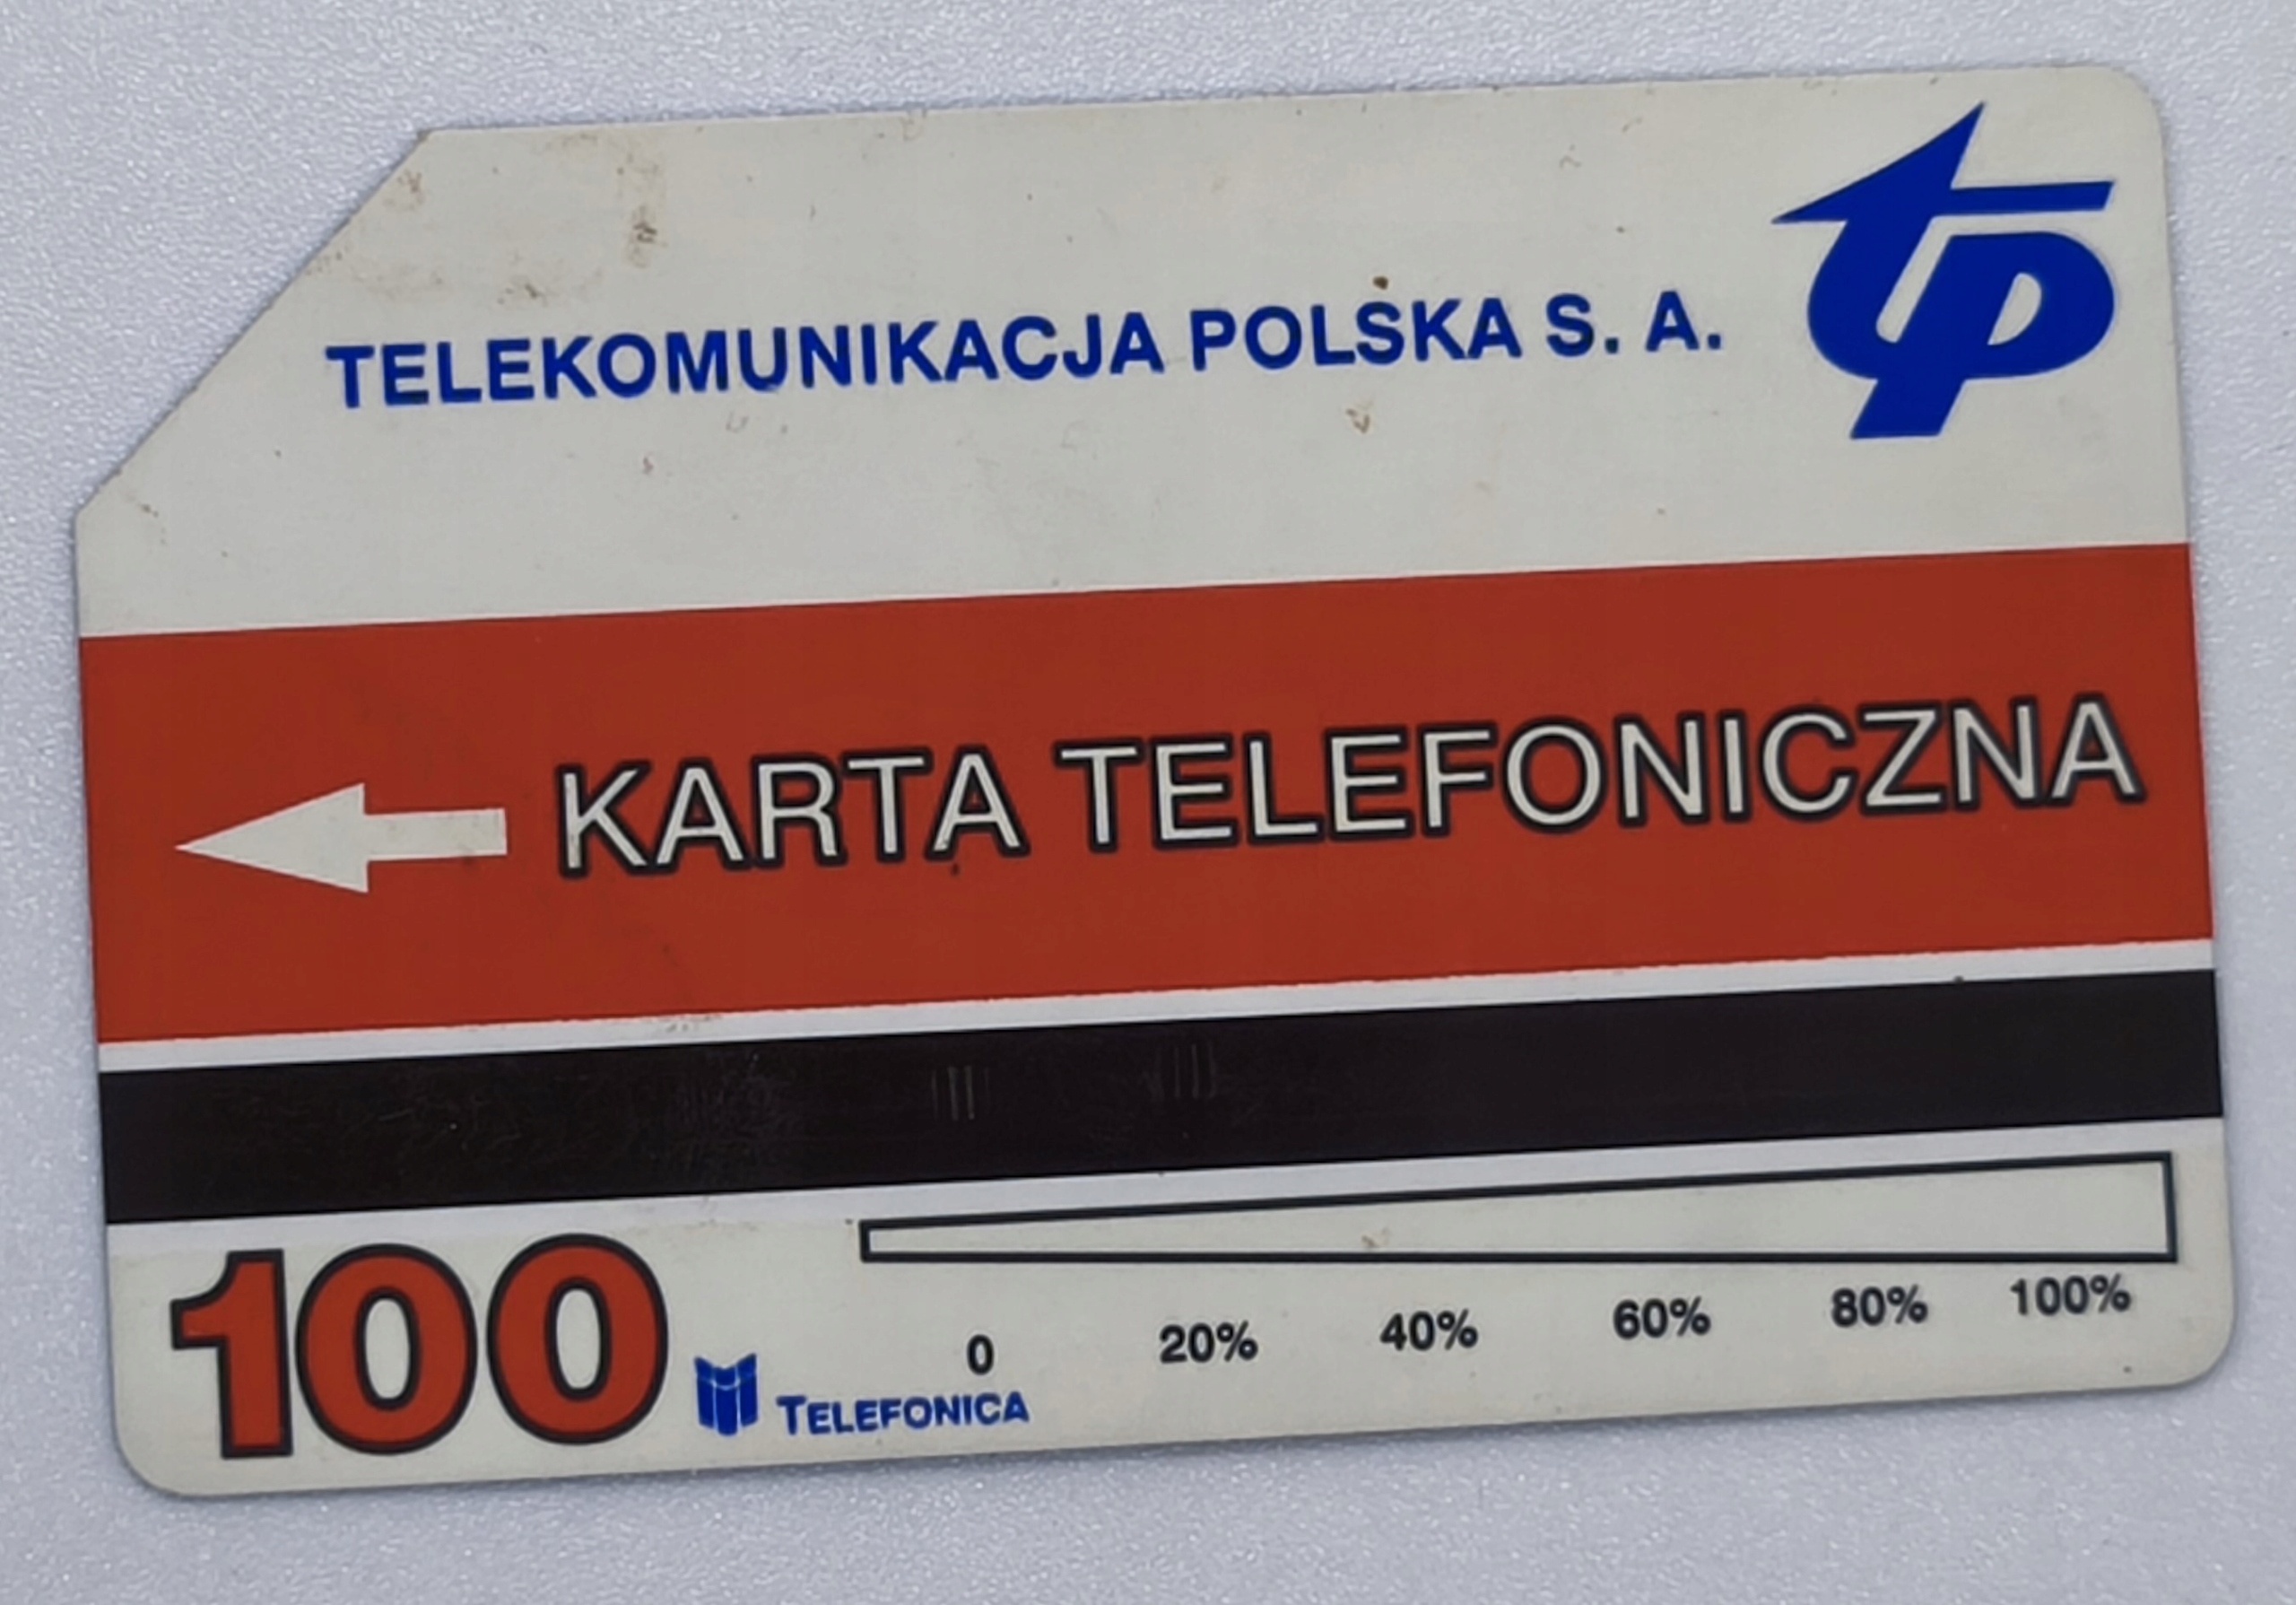 TELEKOMUNIKACJA POLSKA S. A.
tp
KARTA TELEFONICZNA
100
0 20% 40% 60% 80% 100%
TELEFONICA